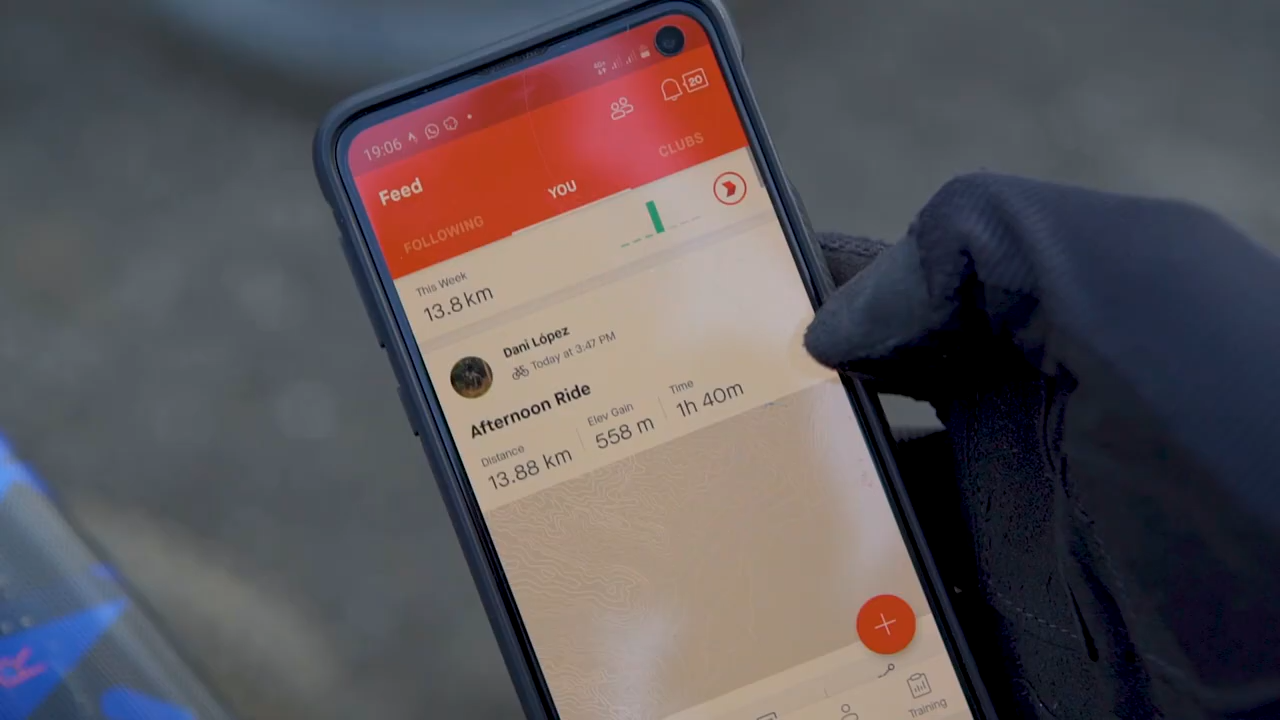 19:06
20
Feed
FOLLOWING
YOU
CLUBS
This Week
13.8 km
Dani López
Today at 3:47 PM
Afternoon Ride
Distance
13.88 km
Elev Gain
558 m
Time
1h 40m
Training
R